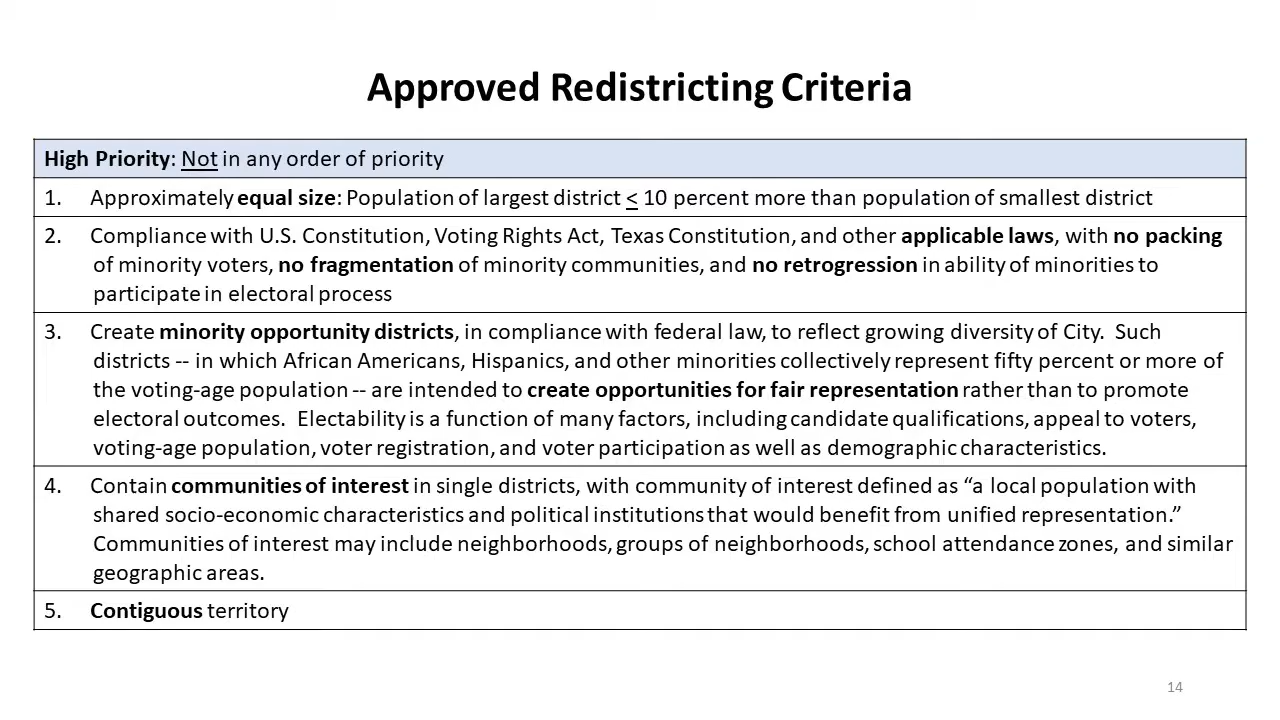 Approved Redistricting Criteria
High Priority: Not in any order of priority
1. Approximately equal size: Population of largest district ≤ 10 percent more than population of smallest district
2. Compliance with U.S. Constitution, Voting Rights Act, Texas Constitution, and other applicable laws, with no packing
of minority voters, no fragmentation of minority communities, and no retrogression in ability of minorities to
participate in electoral process
3. Create minority opportunity districts, in compliance with federal law, to reflect growing diversity of City. Such
districts -- in which African Americans, Hispanics, and other minorities collectively represent fifty percent or more of
the voting-age population -- are intended to create opportunities for fair representation rather than to promote
electoral outcomes. Electability is a function of many factors, including candidate qualifications, appeal to voters,
voting-age population, voter registration, and voter participation as well as demographic characteristics.
4. Contain communities of interest in single districts, with community of interest defined as “a local population with
shared socio-economic characteristics and political institutions that would benefit from unified representation.”
Communities of interest may include neighborhoods, groups of neighborhoods, school attendance zones, and similar
geographic areas.
5. Contiguous territory
14